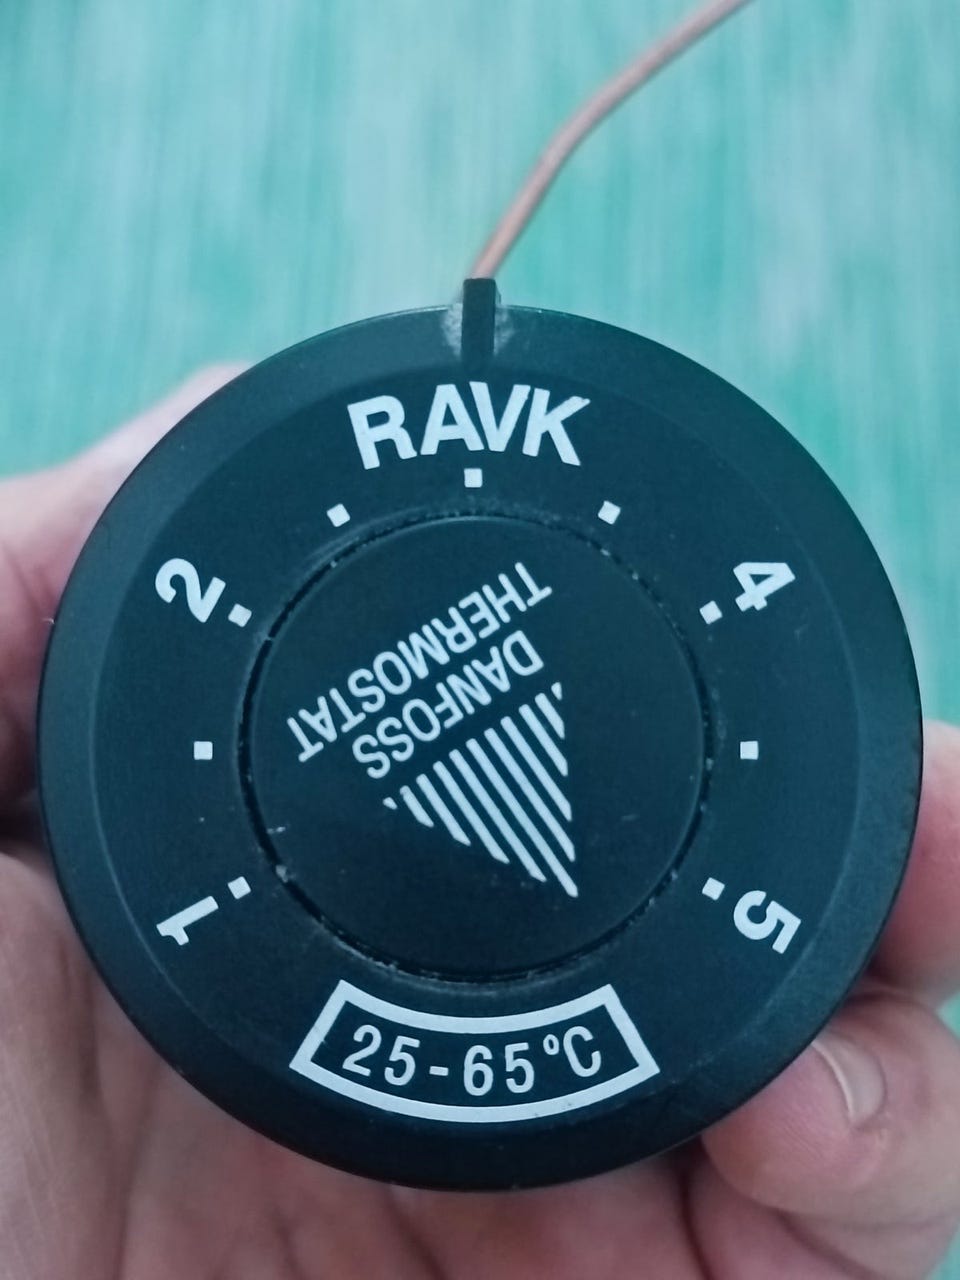 RAVK
2
4
DANFOSS
THERMOSTAT
1
5
25-65°C